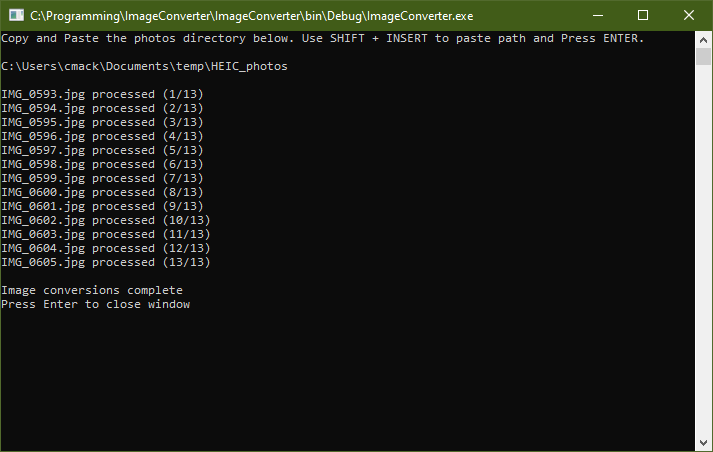 C:\Programming\ImageConverter\ImageConverter\bin\Debug\ImageConverter.exe
Copy and Paste the photos directory below. Use SHIFT + INSERT to paste path and Press ENTER.
C:\Users\cmack\Documents\temp\HEIC_photos
IMG_0593.jpg processed (1/13)
IMG_0594.jpg processed (2/13)
IMG_0595.jpg processed (3/13)
IMG_0596.jpg processed (4/13)
IMG_0597.jpg processed (5/13)
IMG_0598.jpg processed (6/13)
IMG_0599.jpg processed (7/13)
IMG_0600.jpg processed (8/13)
IMG_0601.jpg processed (9/13)
IMG_0602.jpg processed (10/13)
IMG_0603.jpg processed (11/13)
IMG_0604.jpg processed (12/13)
IMG_0605.jpg processed (13/13)
Image conversions complete
Press Enter to close window